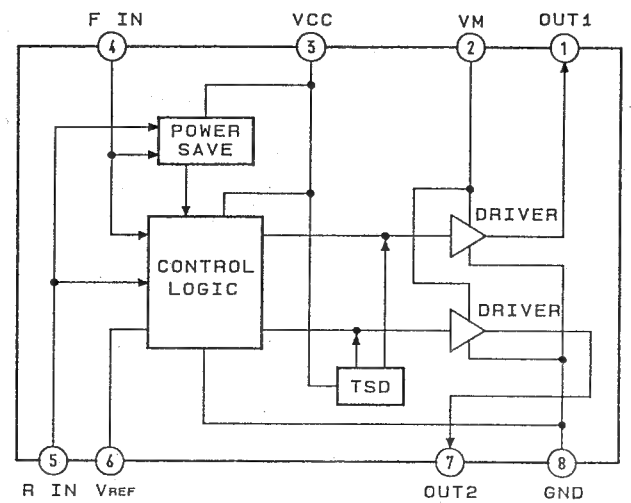 F IN
VCC
VM
OUT1
4
3
2
1
POWER
SAVE
DRIVER
CONTROL
LOGIC
DRIVER
TSD
5
6
7
8
R IN
VREF
OUT2
GND